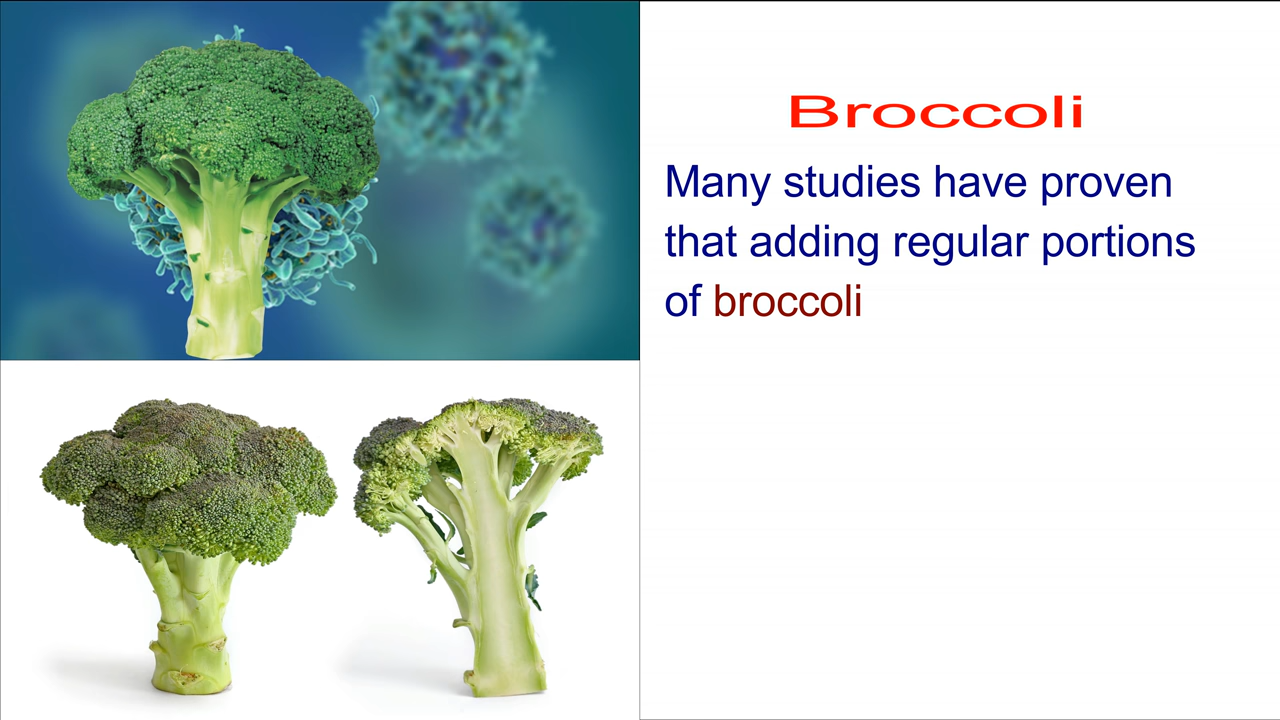 Broccoli
Many studies have proven
that adding regular portions
of broccoli